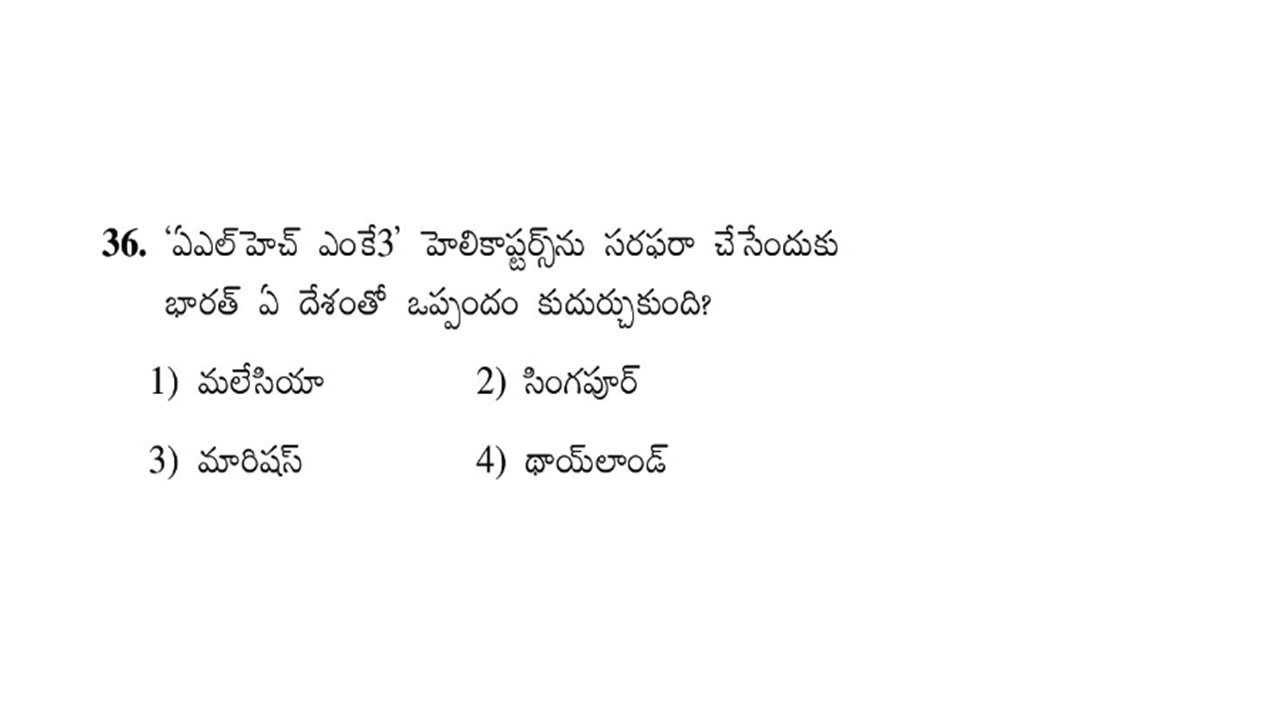 36. ‘ఏఎల్‌హెచ్ ఎంకే3’ హెలికాప్టర్స్‌ను సరఫరా చేసేందుకు
భారత్ ఏ దేశంతో ఒప్పందం కుదుర్చుకుంది?
1) మలేసియా 2) సింగపూర్
3) మారిషస్ 4) థాయ్‌లాండ్